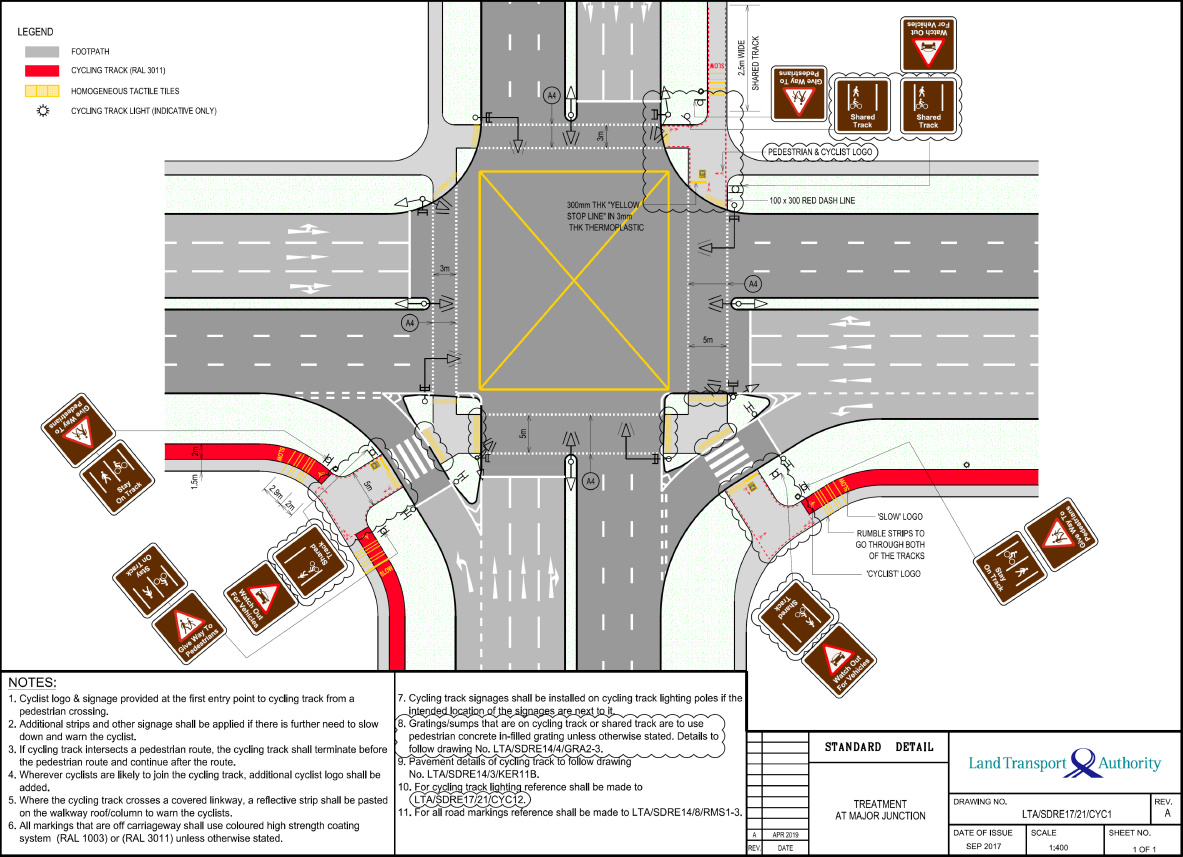 LEGEND
FOOTPATH
CYCLING TRACK (RAL 3011)
HOMOGENEOUS TACTILE TILES
CYCLING TRACK LIGHT (INDICATIVE ONLY)
A4
3m
SLOW
2.5m WIDE
SHARED TRACK
Watch Out
For Vehicles
Give Way To
Pedestrians
Shared
Track
Shared
Track
PEDESTRIAN & CYCLIST LOGO
100 x 300 RED DASH LINE
300mm THK "YELLOW
STOP LINE" IN 3mm
THK THERMOPLASTIC
3m
A4
A4
5m
5m
A4
Give Way To
Pedestrians
Stay
On Track
2m
1.5m
SLOW
2.9m
2m
5m
SLOW
Stay
On Track
Give Way To
Pedestrians
Watch Out
For Vehicles
Shared
Track
SLOW
'SLOW' LOGO
RUMBLE STRIPS TO
GO THROUGH BOTH
OF THE TRACKS
'CYCLIST' LOGO
Stay
On Track
Give Way To
Pedestrians
Shared
Track
Watch Out
For Vehicles
NOTES:
1. Cyclist logo & signage provided at the first entry point to cycling track from a
pedestrian crossing.
2. Additional strips and other signage shall be applied if there is further need to slow
down and warn the cyclist.
3. If cycling track intersects a pedestrian route, the cycling track shall terminate before
the pedestrian route and continue after the route.
4. Wherever cyclists are likely to join the cycling track, additional cyclist logo shall be
added.
5. Where the cycling track crosses a covered linkway, a reflective strip shall be pasted
on the walkway roof/column to warn the cyclists.
6. All markings that are off carriageway shall use coloured high strength coating
system (RAL 1003) or (RAL 3011) unless otherwise stated.
7. Cycling track signages shall be installed on cycling track lighting poles if the
intended location of the signages are next to it.
8. Gratings/sumps that are on cycling track or shared track are to use
pedestrian concrete in-filled grating unless otherwise stated. Details to
follow drawing No. LTA/SDRE14/4/GRA2-3.
9. Pavement details of cycling track to follow drawing
No. LTA/SDRE14/3/KER11B.
10. For cycling track lighting reference shall be made to
LTA/SDRE17/21/CYC12.
11. For all road markings reference shall be made to LTA/SDRE14/8/RMS1-3.
A APR 2019
REV. DATE
STANDARD DETAIL
TREATMENT
AT MAJOR JUNCTION
Land Transport Authority
DRAWING NO.
LTA/SDRE17/21/CYC1
REV.
A
DATE OF ISSUE
SEP 2017
SCALE
1:400
SHEET NO.
1 OF 1